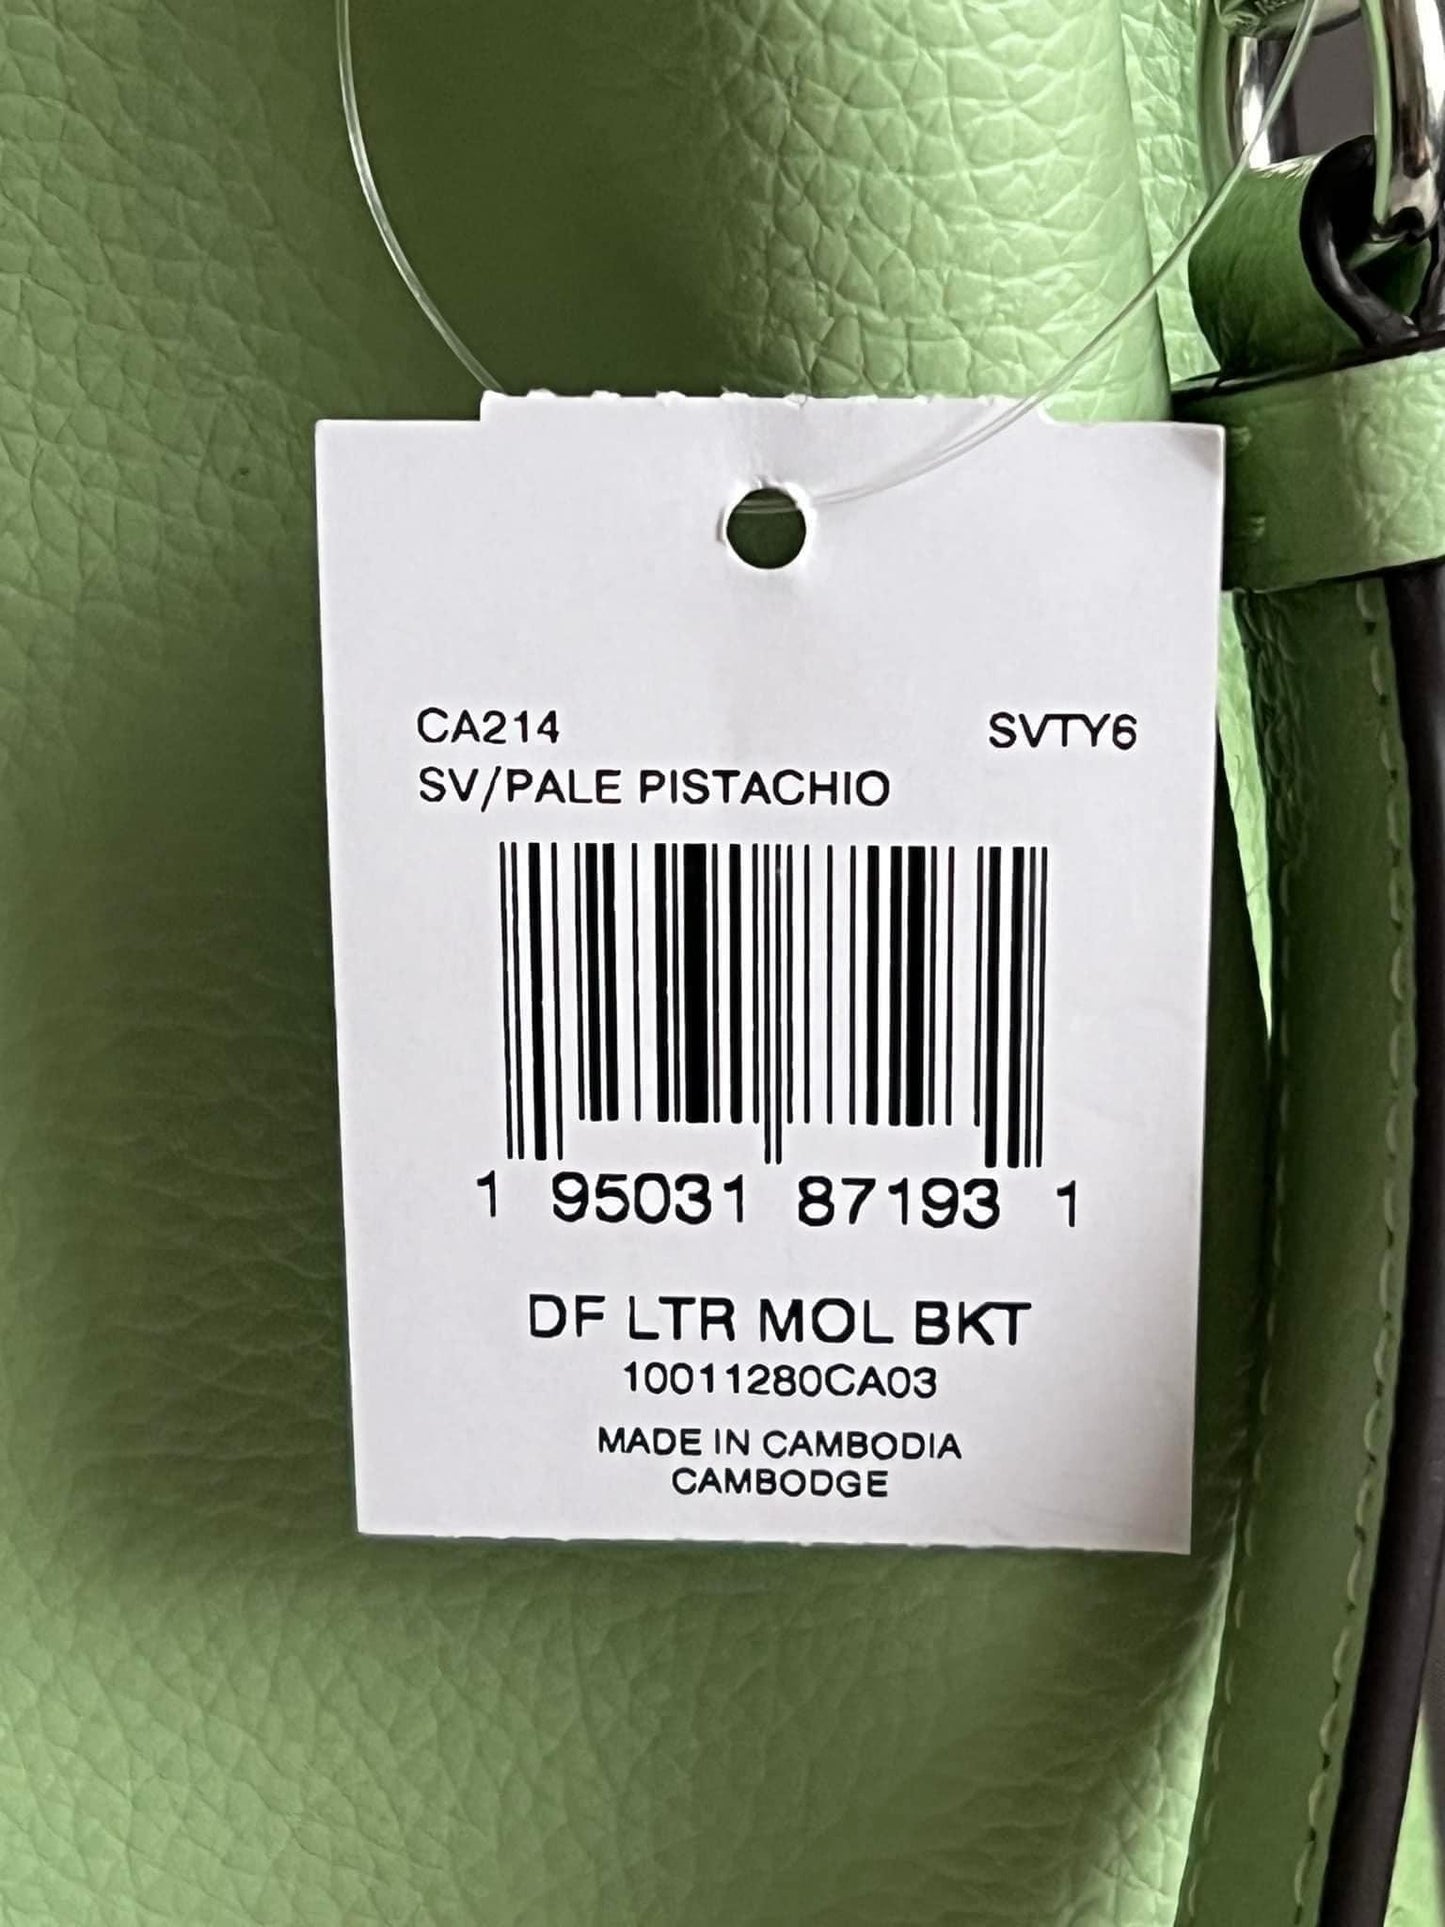 CA214 SVTY6
SV/PALE PISTACHIO
1 95031 87193 1
DF LTR MOL BKT
10011280CA03
MADE IN CAMBODIA
CAMBODGE